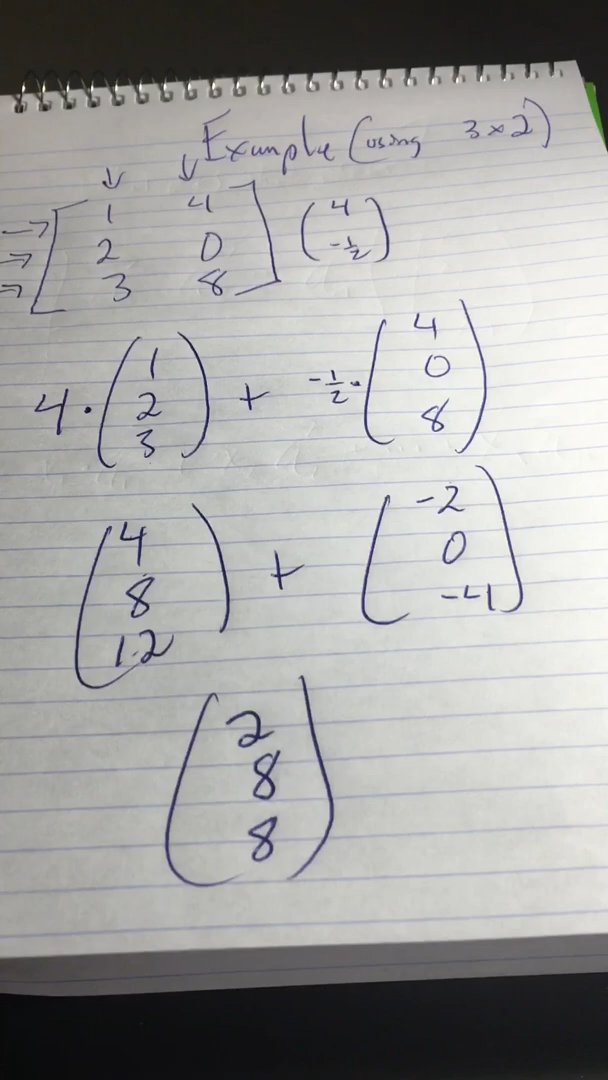 Example (using 3×2)
↓ ↓
→ [ 1 4 ] ( 4 )
→ [ 2 0 ] ( -1/2 )
→ [ 3 8 ]
4 · ( 1 2 3 ) + -1/2 · ( 4 0 8 )
( 4 8 12 ) + ( -2 0 -4 )
( 2 8 8 )